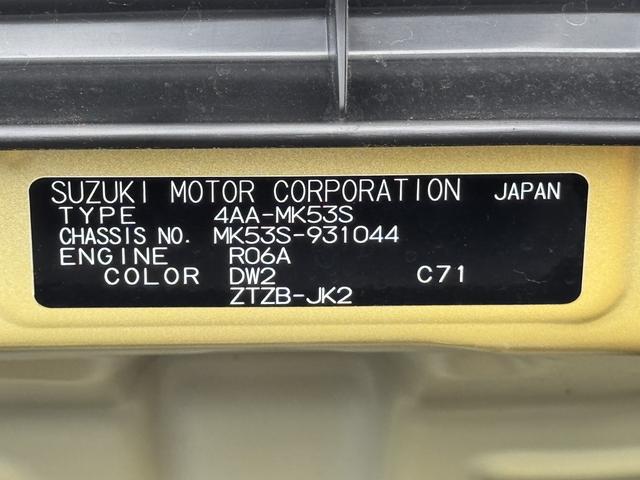 SUZUKI MOTOR CORPORATION JAPAN
TYPE 4AA-MK53S
CHASSIS NO. MK53S-931044
ENGINE R06A
COLOR DW2 C71
ZTZB-JK2